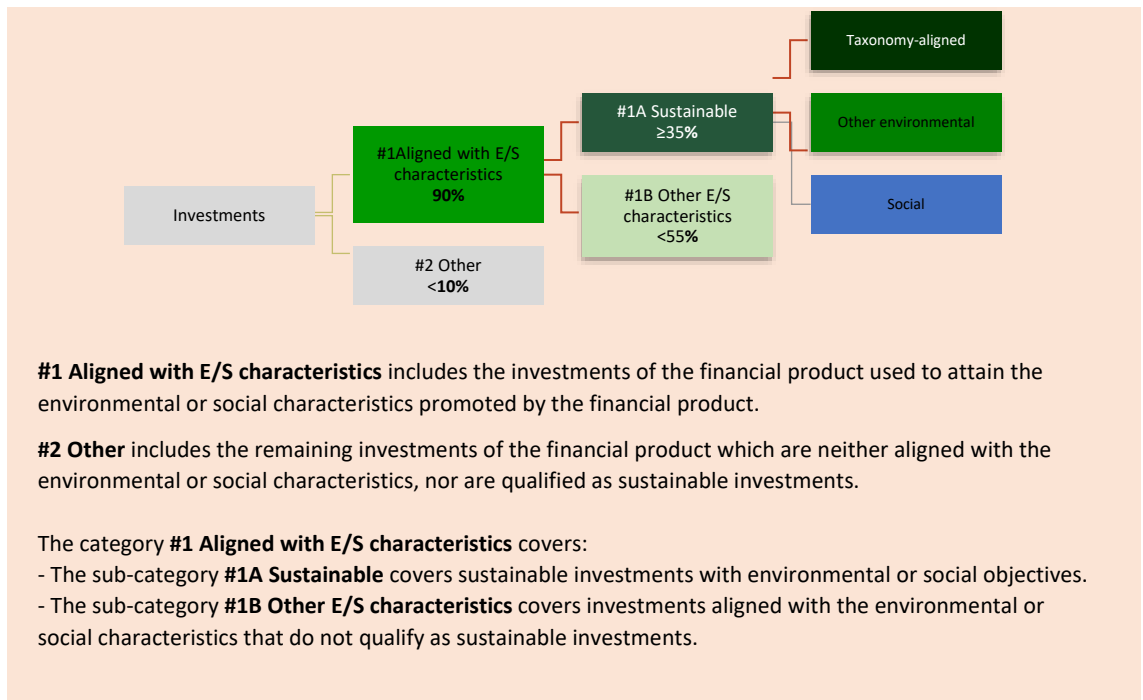 Taxonomy-aligned
#1A Sustainable
≥35%
Other environmental
#1Aligned with E/S
characteristics
90%
#1B Other E/S
characteristics
<55%
Investments
Social
#2 Other
<10%
#1 Aligned with E/S characteristics includes the investments of the financial product used to attain the
environmental or social characteristics promoted by the financial product.
#2 Other includes the remaining investments of the financial product which are neither aligned with the
environmental or social characteristics, nor are qualified as sustainable investments.
The category #1 Aligned with E/S characteristics covers:
- The sub-category #1A Sustainable covers sustainable investments with environmental or social objectives.
- The sub-category #1B Other E/S characteristics covers investments aligned with the environmental or
social characteristics that do not qualify as sustainable investments.